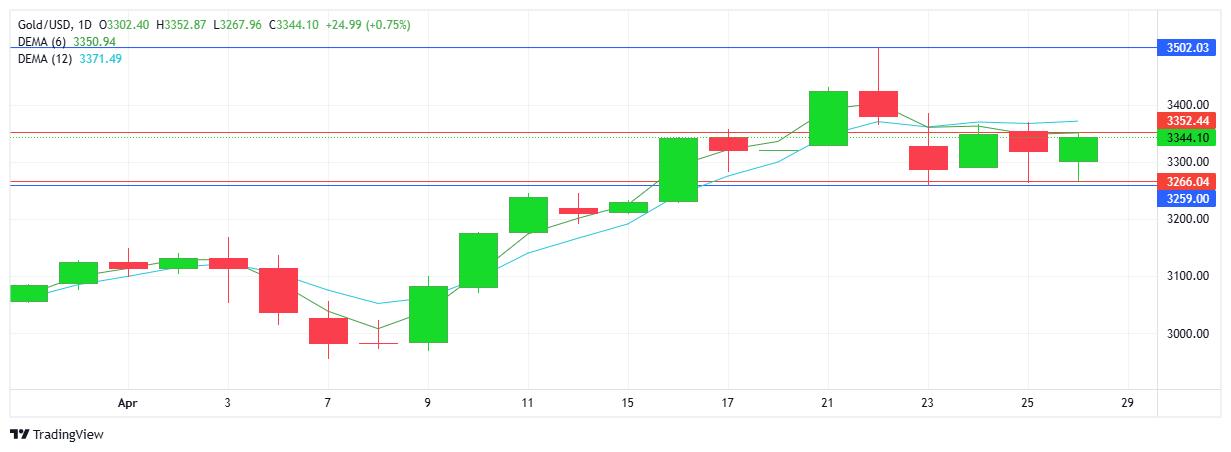 Gold/USD, 1D O3302.40 H3352.87 L3267.96 C3344.10 +24.99 (+0.75%)
DEMA (6) 3350.94
DEMA (12) 3371.49
3502.03
3400.00
3352.44
3344.10
3300.00
3266.04
3259.00
3200.00
3100.00
3000.00
Apr 3 7 9 11 15 17 21 23 25 29
TradingView